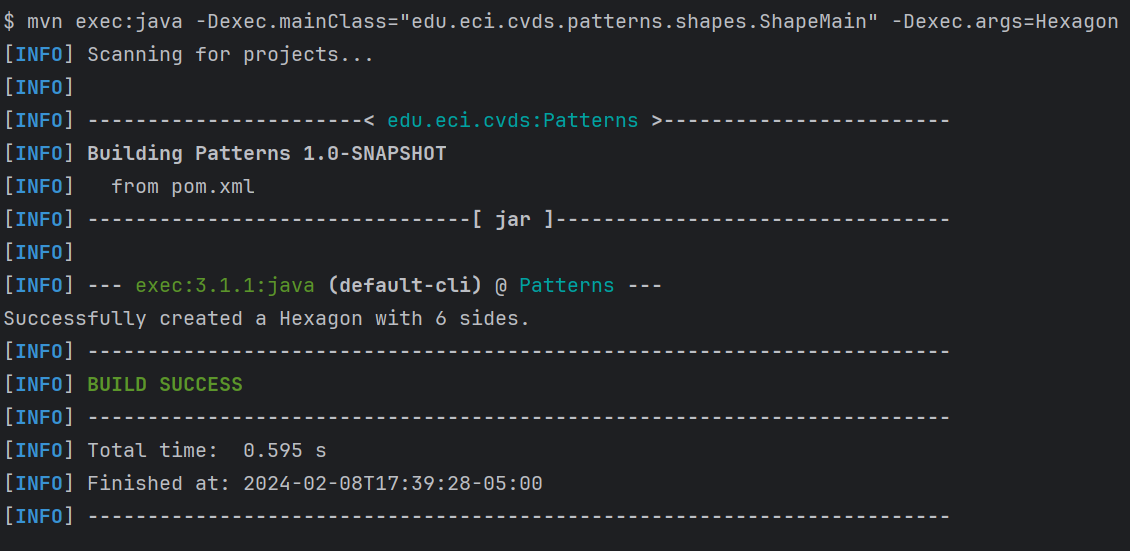 $ mvn exec:java -Dexec.mainClass="edu.eci.cvds.patterns.shapes.ShapeMain" -Dexec.args=Hexagon
[INFO] Scanning for projects...
[INFO]
[INFO] -----------------------< edu.eci.cvds:Patterns >------------------------
[INFO] Building Patterns 1.0-SNAPSHOT
[INFO]   from pom.xml
[INFO] --------------------------------[ jar ]---------------------------------
[INFO]
[INFO] --- exec:3.1.1:java (default-cli) @ Patterns ---
Successfully created a Hexagon with 6 sides.
[INFO] ------------------------------------------------------------------------
[INFO] BUILD SUCCESS
[INFO] ------------------------------------------------------------------------
[INFO] Total time:  0.595 s
[INFO] Finished at: 2024-02-08T17:39:28-05:00
[INFO] ------------------------------------------------------------------------